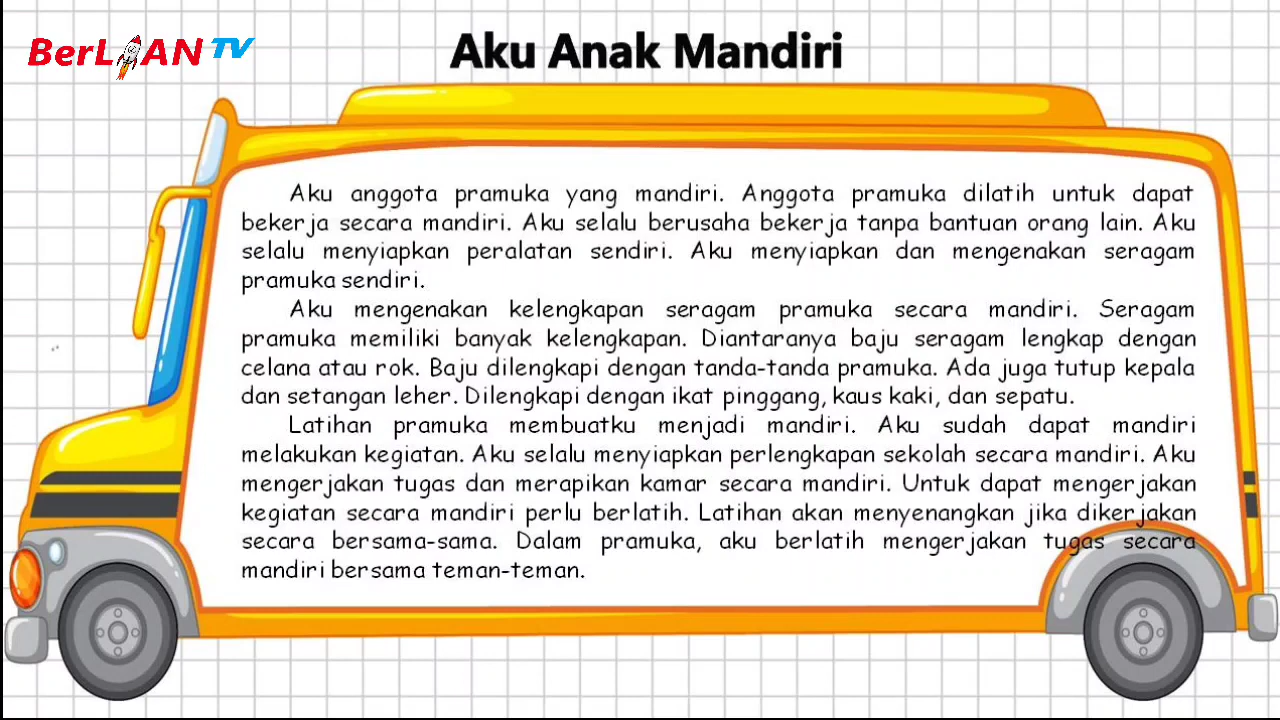 BerLIAN TV
Aku Anak Mandiri
Aku anggota pramuka yang mandiri. Anggota pramuka dilatih untuk dapat
bekerja secara mandiri. Aku selalu berusaha bekerja tanpa bantuan orang lain. Aku
selalu menyiapkan peralatan sendiri. Aku menyiapkan dan mengenakan seragam
pramuka sendiri.
Aku mengenakan kelengkapan seragam pramuka secara mandiri. Seragam
pramuka memiliki banyak kelengkapan. Diantaranya baju seragam lengkap dengan
celana atau rok. Baju dilengkapi dengan tanda-tanda pramuka. Ada juga tutup kepala
dan setangan leher. Dilengkapi dengan ikat pinggang, kaus kaki, dan sepatu.
Latihan pramuka membuatku menjadi mandiri. Aku sudah dapat mandiri
melakukan kegiatan. Aku selalu menyiapkan perlengkapan sekolah secara mandiri. Aku
mengerjakan tugas dan merapikan kamar secara mandiri. Untuk dapat mengerjakan
kegiatan secara mandiri perlu berlatih. Latihan akan menyenangkan jika dikerjakan
secara bersama-sama. Dalam pramuka, aku berlatih mengerjakan tugas secara
mandiri bersama teman-teman.